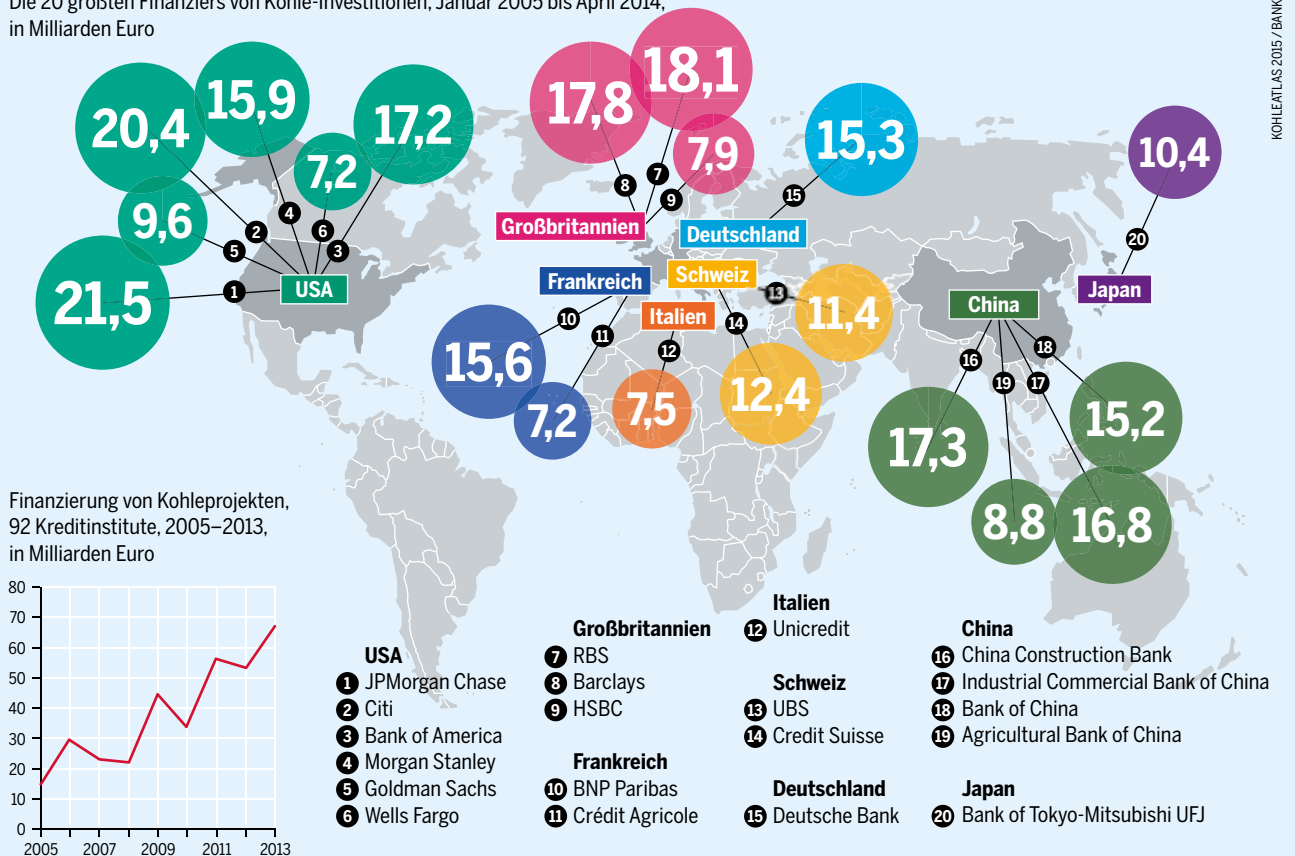 Die 20 größten Finanziers von Kohle-Investitionen, Januar 2005 bis April 2014,
in Milliarden Euro
KOHLEATLAS 2015 / BANK
20,4
15,9
7,2
17,2
9,6
21,5
2
4
6
3
5
1
USA
17,8
18,1
7,9
8
7
9
Großbritannien
15,3
15
Deutschland
10,4
20
Japan
Frankreich
10
11
15,6
7,2
Schweiz
13
14
11,4
12,4
Italien
12
7,5
China
16
19
17
18
17,3
8,8
16,8
15,2
Finanzierung von Kohleprojekten,
92 Kreditinstitute, 2005–2013,
in Milliarden Euro
80
70
60
50
40
30
20
10
0
2005
2007
2009
2011
2013
USA
1 JPMorgan Chase
2 Citi
3 Bank of America
4 Morgan Stanley
5 Goldman Sachs
6 Wells Fargo
Großbritannien
7 RBS
8 Barclays
9 HSBC
Frankreich
10 BNP Paribas
11 Crédit Agricole
Italien
12 Unicredit
Schweiz
13 UBS
14 Credit Suisse
Deutschland
15 Deutsche Bank
China
16 China Construction Bank
17 Industrial Commercial Bank of China
18 Bank of China
19 Agricultural Bank of China
Japan
20 Bank of Tokyo-Mitsubishi UFJ